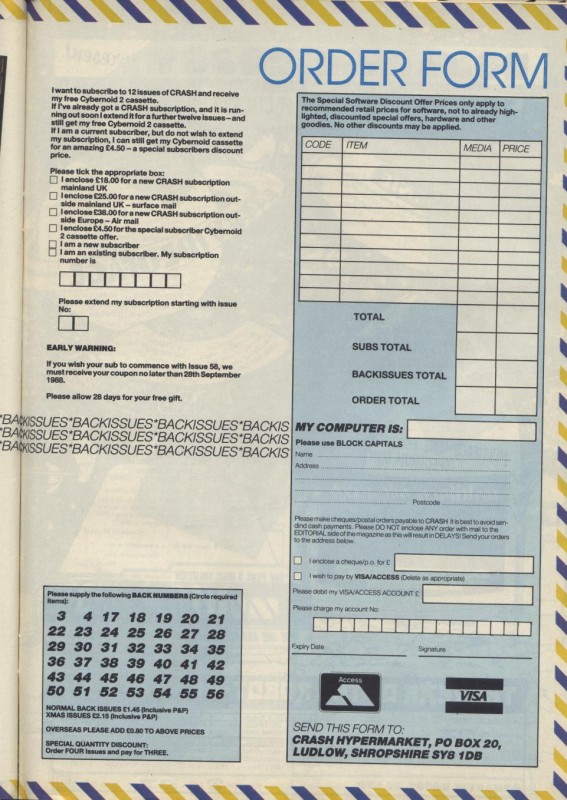 ORDER FORM
I want to subscribe to 12 issues of CRASH and receive
my free Cybernoid 2 cassette.
If I've already got a CRASH subscription, and it is run-
ning out soon I extend it for a further twelve issues – and
still get my free Cybernoid 2 cassette.
If I am a current subscriber, but do not wish to extend
my subscription, I can still get my Cybernoid cassette
for an amazing £4.50 – a special subscribers discount
price.
Please tick the appropriate box:
I enclose £18.00 for a new CRASH subscription
mainland UK
I enclose £25.00 for a new CRASH subscription out-
side mainland UK – surface mail
I enclose £38.00 for a new CRASH subscription out-
side Europe – Air mail
I enclose £4.50 for the special subscriber Cybernoid
2 cassette offer.
I am a new subscriber
I am an existing subscriber. My subscription
number is
Please extend my subscription starting with issue
No:
EARLY WARNING:
If you wish your sub to commence with Issue 58, we
must receive your coupon no later than 28th September
1988.
Please allow 28 days for your free gift.
*BACKISSUES*BACKISSUES*BACKISSUES*BACKIS
*BACKISSUES*BACKISSUES*BACKISSUES*BACKIS
*BACKISSUES*BACKISSUES*BACKISSUES*BACKIS
Please supply the following BACK NUMBERS (Circle required
items):
3 4 17 18 19 20 21
22 23 24 25 26 27 28
29 30 31 32 33 34 35
36 37 38 39 40 41 42
43 44 45 46 47 48 49
50 51 52 53 54 55 56
NORMAL BACK ISSUES £1.45 (Inclusive P&P)
XMAS ISSUES £2.15 (Inclusive P&P)
OVERSEAS PLEASE ADD £0.80 TO ABOVE PRICES
SPECIAL QUANTITY DISCOUNT:
Order FOUR Issues and pay for THREE.
The Special Software Discount Offer Prices only apply to
recommended retail prices for software, not to already high-
lighted, discounted special offers, hardware and other
goodies. No other discounts may be applied.
CODE ITEM MEDIA PRICE
TOTAL
SUBS TOTAL
BACKISSUES TOTAL
ORDER TOTAL
MY COMPUTER IS:
Please use BLOCK CAPITALS
Name
Address
Postcode
Please make cheques/postal orders payable to CRASH It is best to avoid sen-
dind cash payments. Please DO NOT enclose ANY order with mail to the
EDITORIAL side of the magazine as this will result in DELAYS! Send your orders
to the address below.
I enclose a cheque/p.o. for £
I wish to pay by VISA/ACCESS (Delete as appropriate)
Please debit my VISA/ACCESS ACCOUNT £
Please charge my account No:
Expiry Date Signature
Access
VISA
SEND THIS FORM TO:
CRASH HYPERMARKET, PO BOX 20,
LUDLOW, SHROPSHIRE SY8 1DB